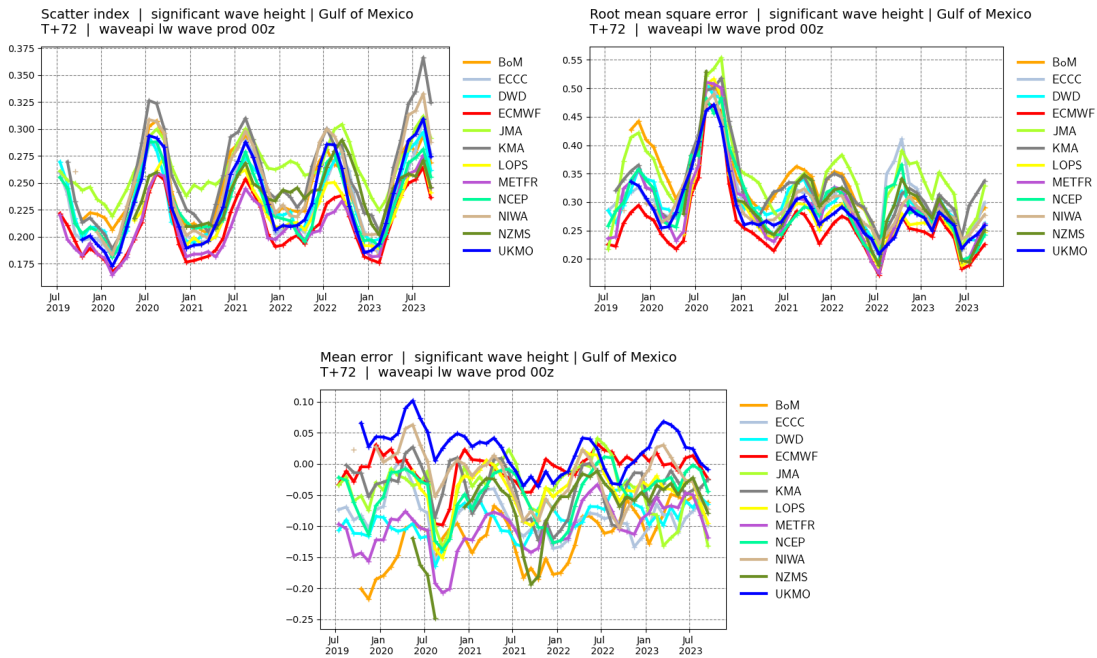 Scatter index | significant wave height | Gulf of Mexico
T+72 | waveapi lw wave prod 00z
0.375
0.350
0.325
0.300
0.275
0.250
0.225
0.200
0.175
Jul 2019
Jan 2020
Jul 2020
Jan 2021
Jul 2021
Jan 2022
Jul 2022
Jan 2023
Jul 2023
BoM
ECCC
DWD
ECMWF
JMA
KMA
LOPS
METFR
NCEP
NIWA
NZMS
UKMO
Root mean square error | significant wave height | Gulf of Mexico
T+72 | waveapi lw wave prod 00z
0.55
0.50
0.45
0.40
0.35
0.30
0.25
0.20
Jul 2019
Jan 2020
Jul 2020
Jan 2021
Jul 2021
Jan 2022
Jul 2022
Jan 2023
Jul 2023
BoM
ECCC
DWD
ECMWF
JMA
KMA
LOPS
METFR
NCEP
NIWA
NZMS
UKMO
Mean error | significant wave height | Gulf of Mexico
T+72 | waveapi lw wave prod 00z
0.10
0.05
0.00
−0.05
−0.10
−0.15
−0.20
−0.25
Jul 2019
Jan 2020
Jul 2020
Jan 2021
Jul 2021
Jan 2022
Jul 2022
Jan 2023
Jul 2023
BoM
ECCC
DWD
ECMWF
JMA
KMA
LOPS
METFR
NCEP
NIWA
NZMS
UKMO